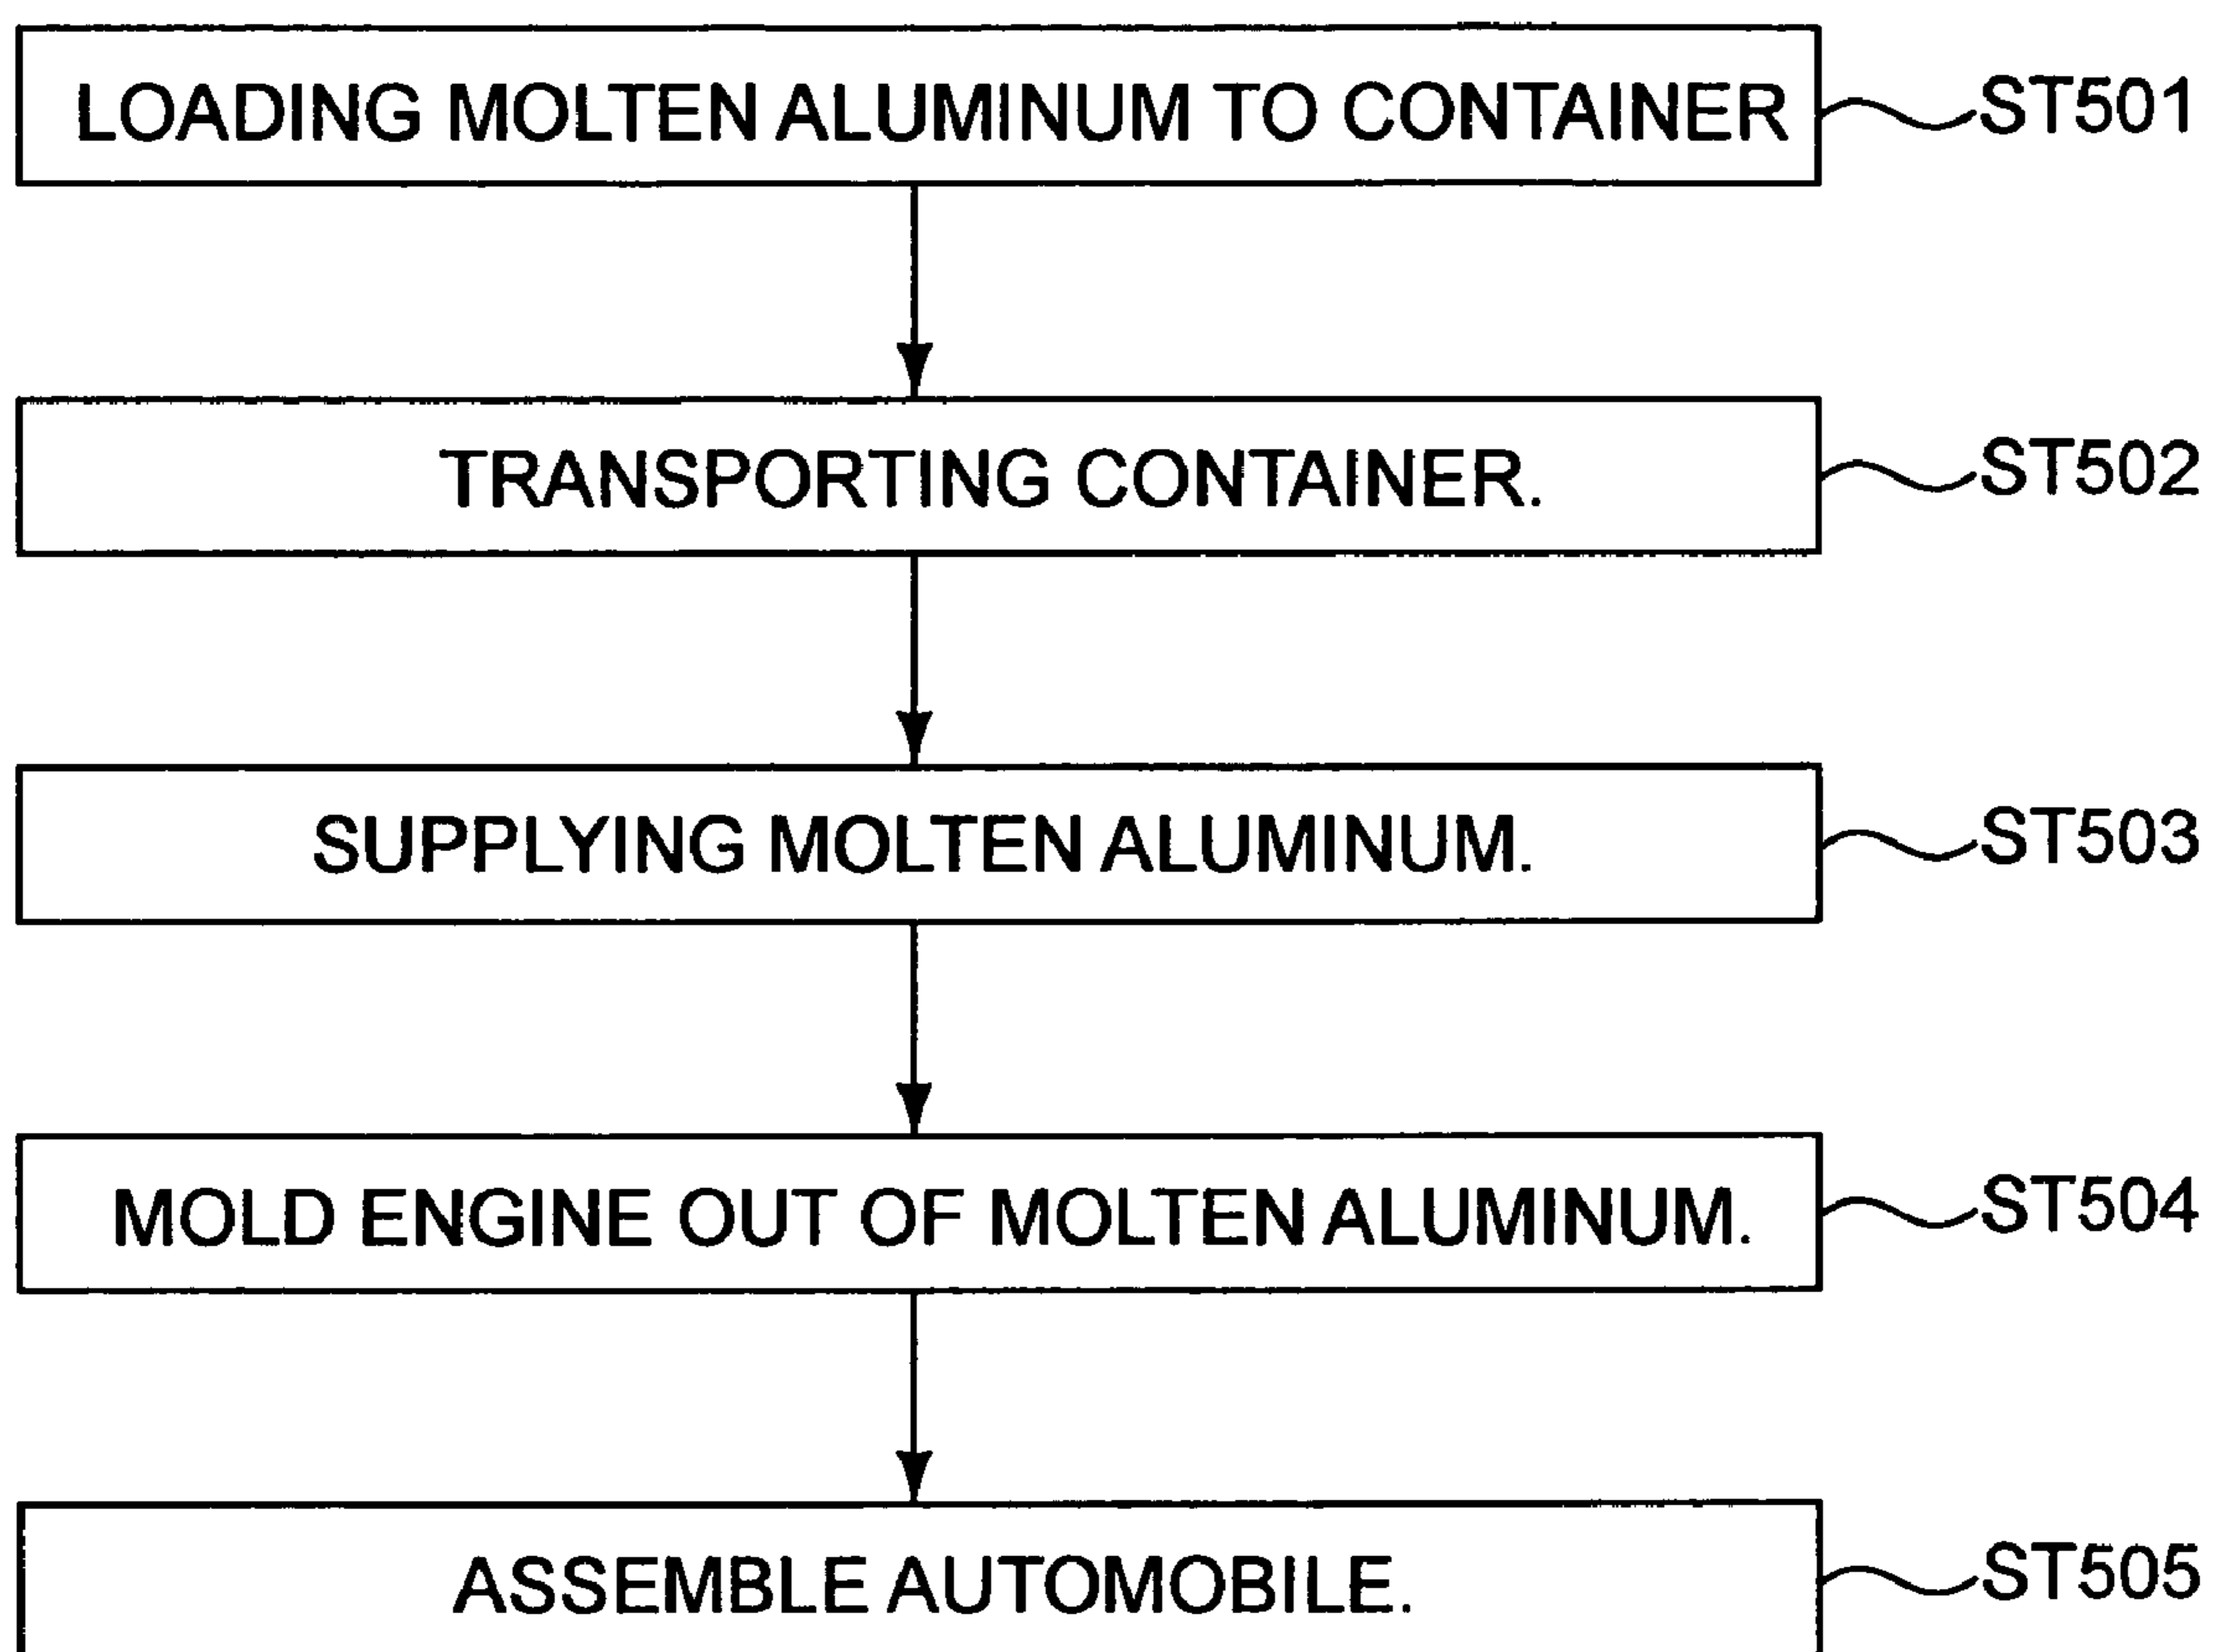 LOADING MOLTEN ALUMINUM TO CONTAINER ST501
TRANSPORTING CONTAINER. ST502
SUPPLYING MOLTEN ALUMINUM. ST503
MOLD ENGINE OUT OF MOLTEN ALUMINUM. ST504
ASSEMBLE AUTOMOBILE. ST505